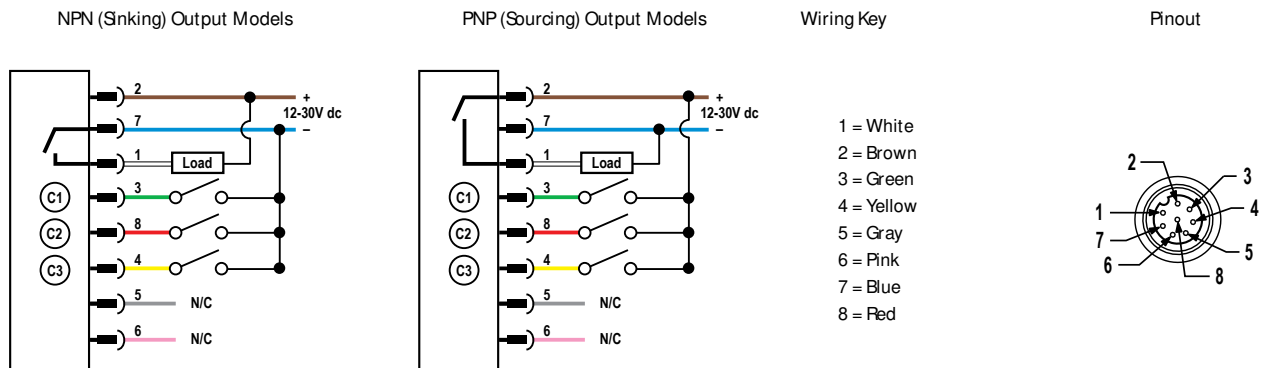 NPN (Sinking) Output Models
PNP (Sourcing) Output Models
Wiring Key
Pinout
2
+
12-30V dc
7
–
1
Load
C1
3
C2
8
C3
4
5
N/C
6
N/C
2
+
12-30V dc
7
–
1
Load
C1
3
C2
8
C3
4
5
N/C
6
N/C
1 = White
2 = Brown
3 = Green
4 = Yellow
5 = Gray
6 = Pink
7 = Blue
8 = Red
2
3
1
4
7
5
6
8